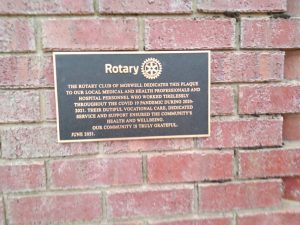 Rotary
THE ROTARY CLUB OF MORWELL DEDICATES THIS PLAQUE
TO OUR LOCAL MEDICAL AND HEALTH PROFESSIONALS AND
HOSPITAL PERSONNEL WHO WORKED TIRELESSLY
THROUGHOUT THE COVID 19 PANDEMIC DURING 2020-
2021. THEIR DUTIFUL VOCATIONAL CARE, DEDICATED
SERVICE AND SUPPORT ENSURED THE COMMUNITY'S
HEALTH AND WELLBEING.
OUR COMMUNITY IS TRULY GRATEFUL.
JUNE 2021.